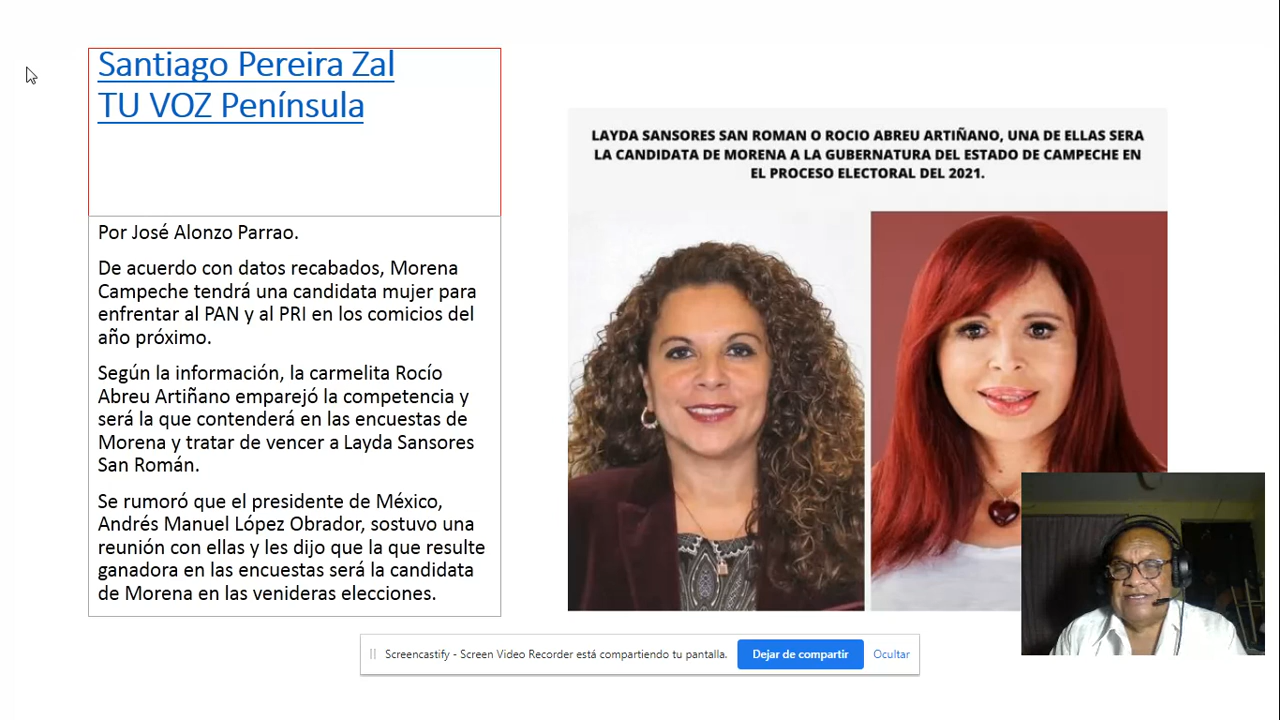 Santiago Pereira Zal
TU VOZ Península
Por José Alonzo Parrao.
De acuerdo con datos recabados, Morena
Campeche tendrá una candidata mujer para
enfrentar al PAN y al PRI en los comicios del
año próximo.
Según la información, la carmelita Rocío
Abreu Artiñano emparejó la competencia y
será la que contenderá en las encuestas de
Morena y tratar de vencer a Layda Sansores
San Román.
Se rumoró que el presidente de México,
Andrés Manuel López Obrador, sostuvo una
reunión con ellas y les dijo que la que resulte
ganadora en las encuestas será la candidata
de Morena en las venideras elecciones.
LAYDA SANSORES SAN ROMAN O ROCIO ABREU ARTIÑANO, UNA DE ELLAS SERA
LA CANDIDATA DE MORENA A LA GUBERNATURA DEL ESTADO DE CAMPECHE EN
EL PROCESO ELECTORAL DEL 2021.
Screencastify - Screen Video Recorder está compartiendo tu pantalla.
Dejar de compartir
Ocultar